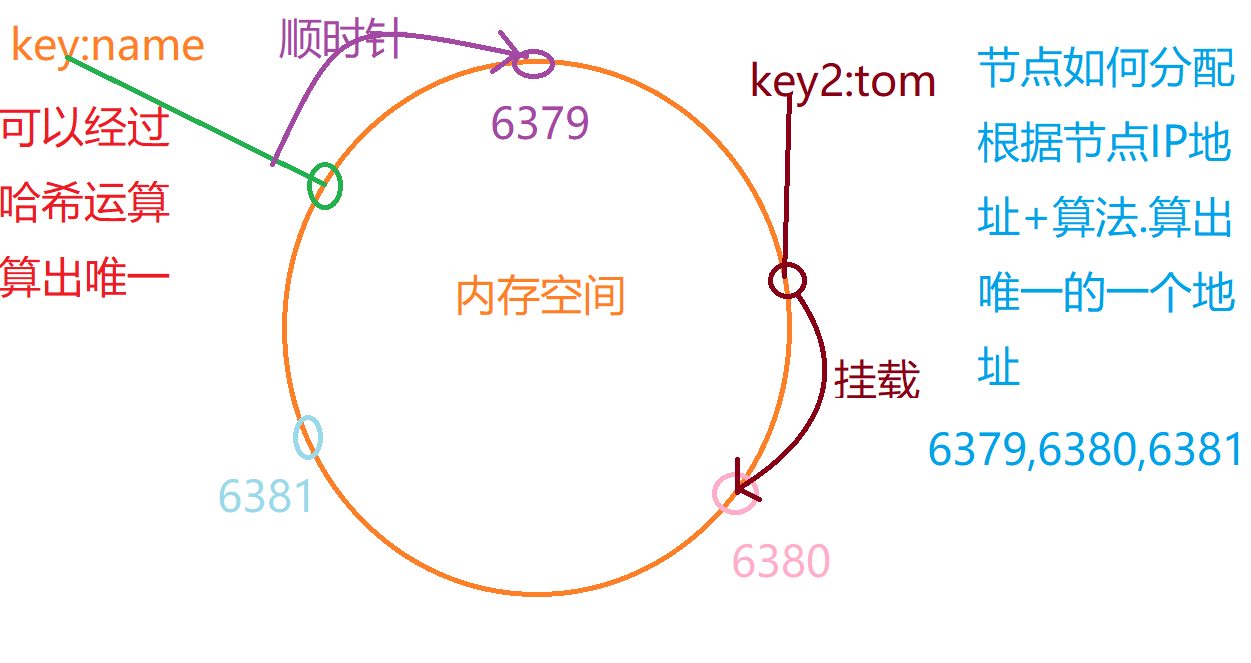 key:name
可以经过
哈希运算
算出唯一
顺时针
6379
key2:tom
内存空间
挂载
6381
6380
节点如何分配
根据节点IP地
址+算法.算出
唯一的一个地
址
6379,6380,6381